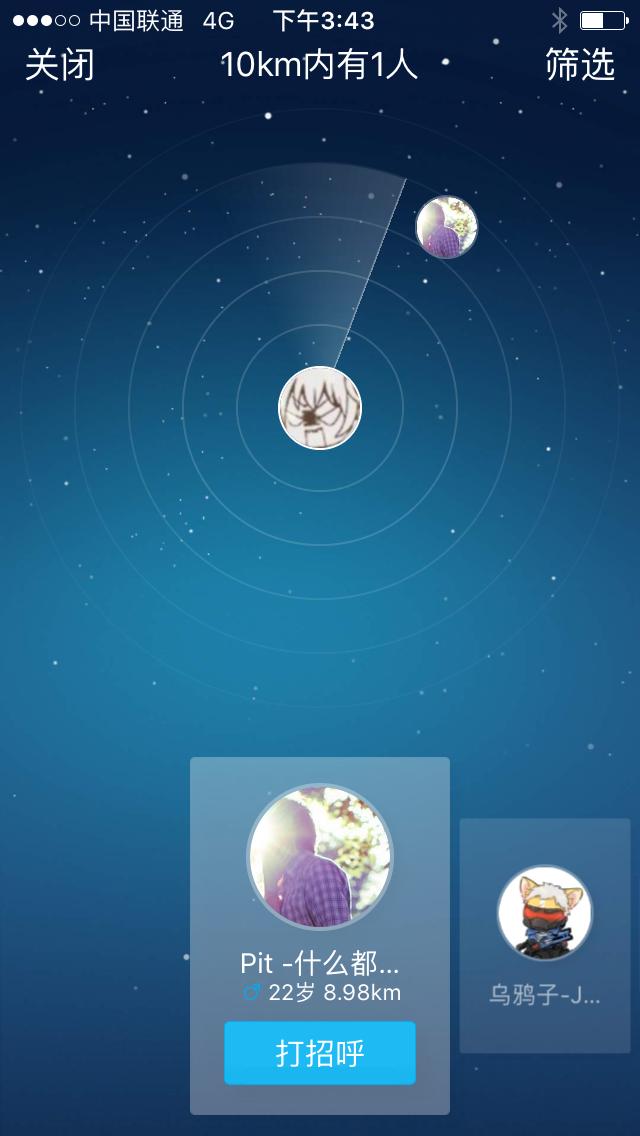 中国联通 4G 下午3:43
关闭 10km内有1人 筛选
Pit -什么都...
22岁 8.98km
打招呼
乌鸦子-J...